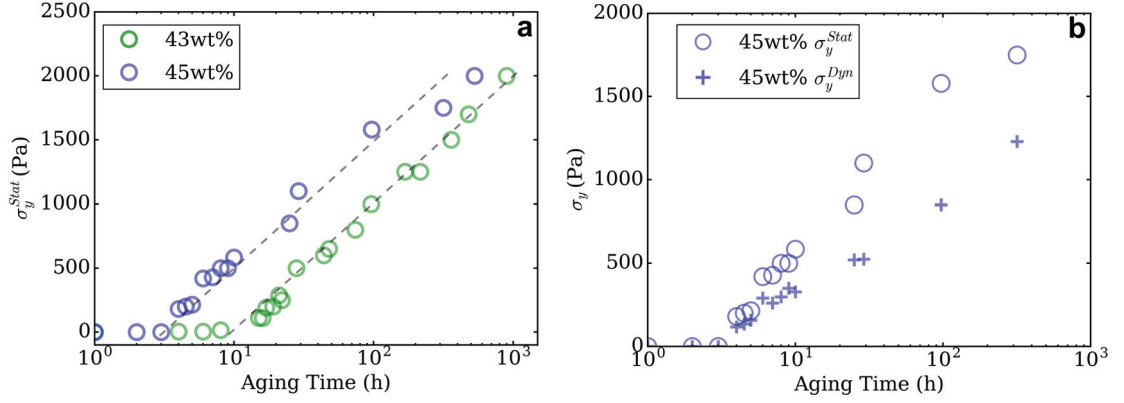 a
43wt%
45wt%
2500
2000
1500
1000
500
0
σ_y^Stat (Pa)
10^0 10^1 10^2 10^3
Aging Time (h)
b
45wt% σ_y^Stat
45wt% σ_y^Dyn
2000
1500
1000
500
0
σ_y (Pa)
10^0 10^1 10^2 10^3
Aging Time (h)